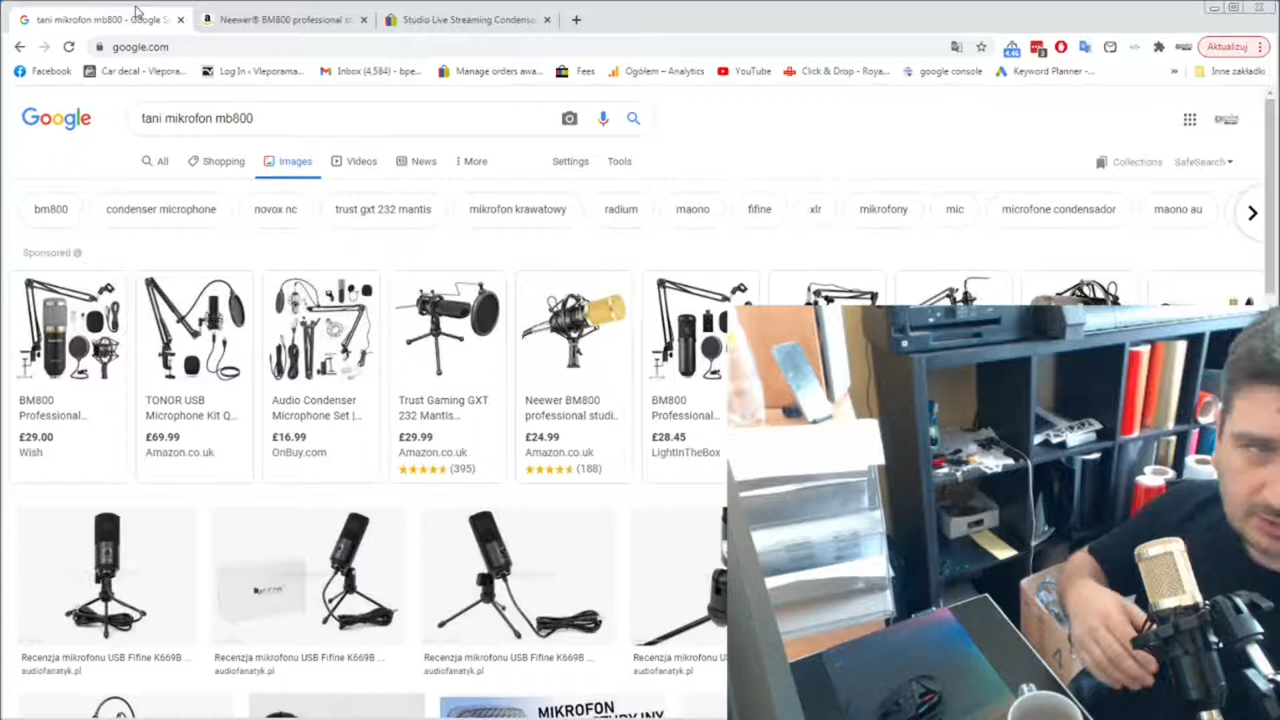 tani mikrofon mb800 - Google S
Neewer® BM800 professional st
Studio Live Streaming Condense
google.com
Aktualizuj
Facebook
Car decal - Vlepora...
Log In ‹ Vleporama...
Inbox (4,584) - bpe...
Manage orders awa...
Fees
Ogółem – Analytics
YouTube
Click & Drop - Roya...
google console
Keyword Planner -...
»
Inne zakładki
Google
tani mikrofon mb800
All
Shopping
Images
Videos
News
More
Settings
Tools
Collections
SafeSearch
bm800
condenser microphone
novox nc
trust gxt 232 mantis
mikrofon krawatowy
radium
maono
fifine
xlr
mikrofony
mic
microfone condensador
maono au
Sponsored
BM800
Professional...
£29.00
Wish
TONOR USB
Microphone Kit Q...
£69.99
Amazon.co.uk
Audio Condenser
Microphone Set |...
£16.99
OnBuy.com
Trust Gaming GXT
232 Mantis...
£29.99
Amazon.co.uk
(395)
Neewer BM800
professional studi...
£24.99
Amazon.co.uk
(188)
BM800
Professional...
£28.45
LightInTheBox
Recenzja mikrofonu USB Fifine K669B ...
audiofanatyk.pl
Recenzja mikrofonu USB Fifine K669B ...
audiofanatyk.pl
Recenzja mikrofonu USB Fifine K669B ...
audiofanatyk.pl
Recenzja mikrofonu
audiofanatyk.pl
MIKROFON